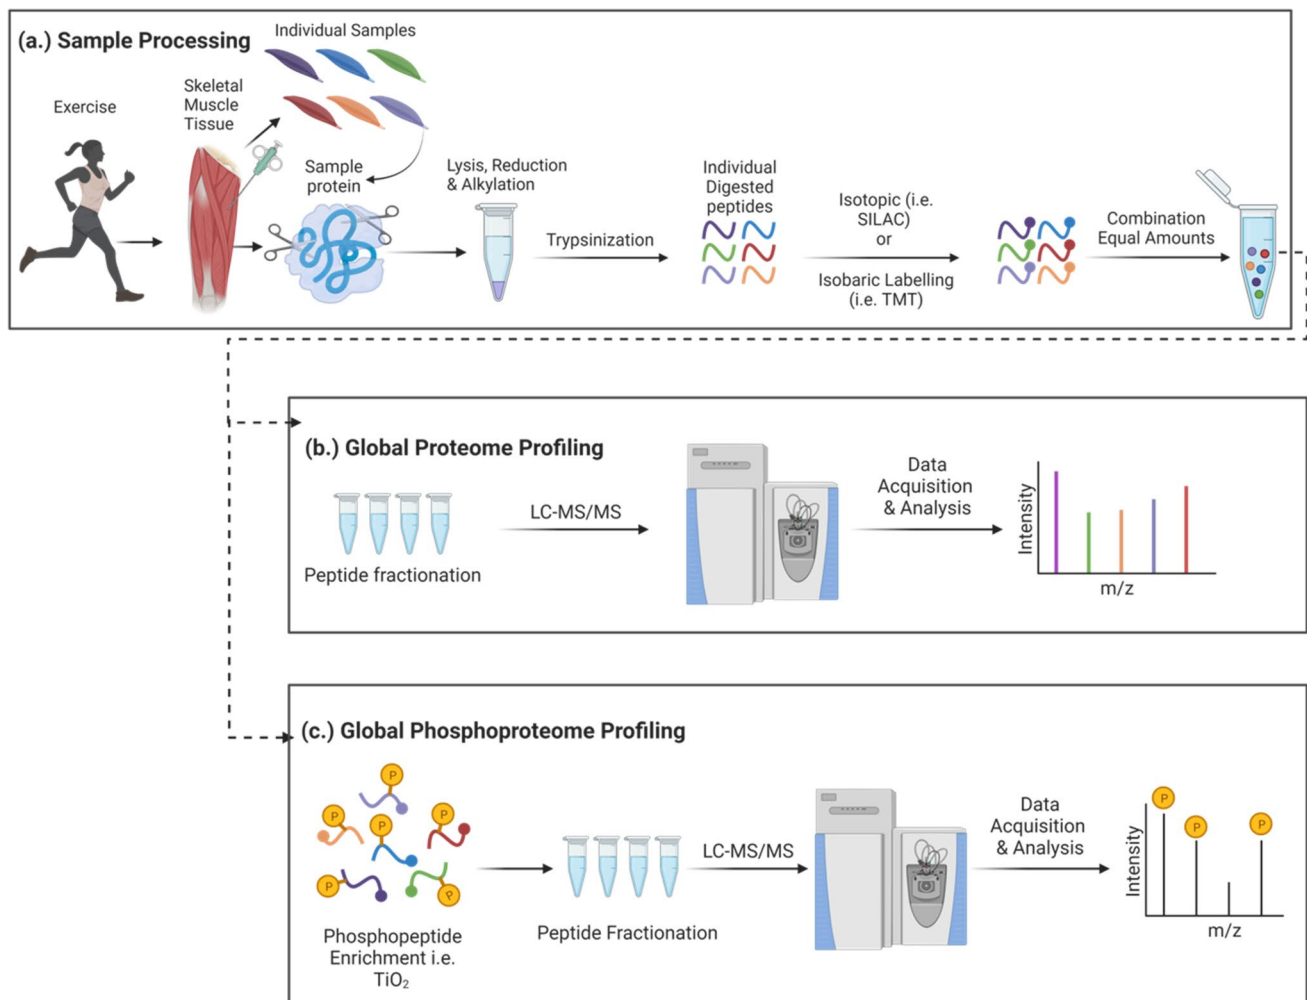 (a.) Sample Processing
Individual Samples
Exercise
Skeletal
Muscle
Tissue
Sample
protein
Lysis, Reduction
& Alkylation
Trypsinization
Individual
Digested
peptides
Isotopic (i.e.
SILAC)
or
Isobaric Labelling
(i.e. TMT)
Combination
Equal Amounts
(b.) Global Proteome Profiling
Peptide fractionation
LC-MS/MS
Data
Acquisition
& Analysis
Intensity
m/z
(c.) Global Phosphoproteome Profiling
P
P
P
P
P
P
Phosphopeptide
Enrichment i.e.
TiO₂
Peptide Fractionation
LC-MS/MS
Data
Acquisition
& Analysis
P
P
P
Intensity
m/z